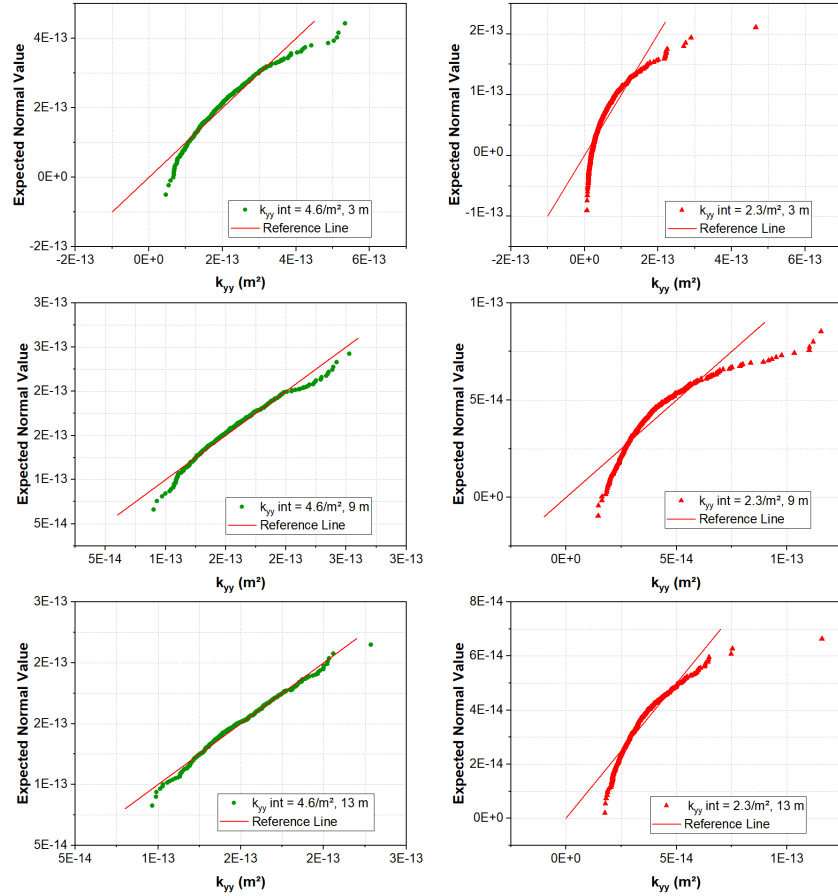 Expected Normal Value
4E-13
2E-13
0E+0
-2E-13
-2E-13
0E+0
2E-13
4E-13
6E-13
kyy int = 4.6/m², 3 m
Reference Line
kyy (m²)
Expected Normal Value
2E-13
1E-13
0E+0
-1E-13
-2E-13
0E+0
2E-13
4E-13
6E-13
kyy int = 2.3/m², 3 m
Reference Line
kyy (m²)
Expected Normal Value
3E-13
3E-13
2E-13
2E-13
1E-13
5E-14
5E-14
1E-13
2E-13
2E-13
3E-13
3E-13
kyy int = 4.6/m², 9 m
Reference Line
kyy (m²)
Expected Normal Value
1E-13
5E-14
0E+0
0E+0
5E-14
1E-13
kyy int = 2.3/m², 9 m
Reference Line
kyy (m²)
Expected Normal Value
3E-13
2E-13
2E-13
1E-13
5E-14
5E-14
1E-13
2E-13
2E-13
3E-13
kyy int = 4.6/m², 13 m
Reference Line
kyy (m²)
Expected Normal Value
8E-14
6E-14
4E-14
2E-14
0E+0
0E+0
5E-14
1E-13
kyy int = 2.3/m², 13 m
Reference Line
kyy (m²)